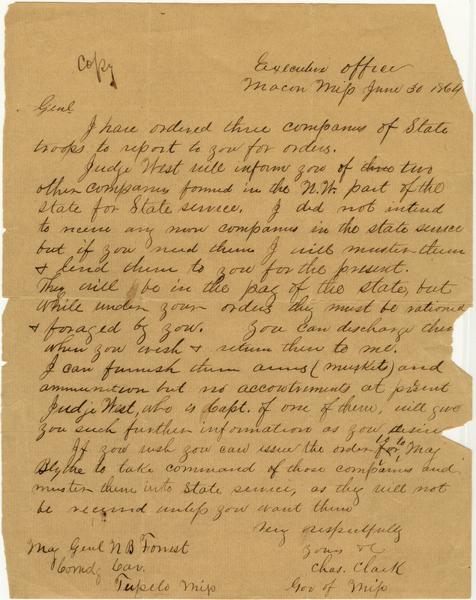 Copy
Executive Office
Macon Miss June 30 1864
Genl
I have ordered three companies of State
troops to report to you for orders.
Judge West will inform you of three two
other companies formed in the N.W. part of the
state for State service. I did not intend
to receive any more companies in the state service
but if you need them I will muster them
& lend them to you for the present.
They will be in the pay of the state, but
while under your orders they must be rationed
& foraged by you. You can discharge them
when you wish & return them to me.
I can furnish them arms (muskets) and
ammunition but no accoutrements at present
Judge West, who is Capt. of one of them, will give
you such further information as you desire
If you wish you can issue the order to Maj
Blythe to take command of those companies and
muster them into State service, as they will not
be received unless you want them
Very respectfully
yours &c
Chas. Clark
Gov of Miss
Maj Genl N B Forrest
Comdg Cav.
Tupelo Miss